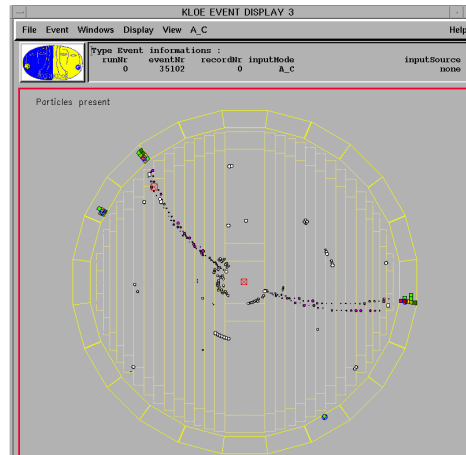 KLOE EVENT DISPLAY 3
File Event Windows Display View A_C Help
Type Event informations :
runNr eventNr recordNr inputMode inputSource
0 35102 0 A_C none
Particles present